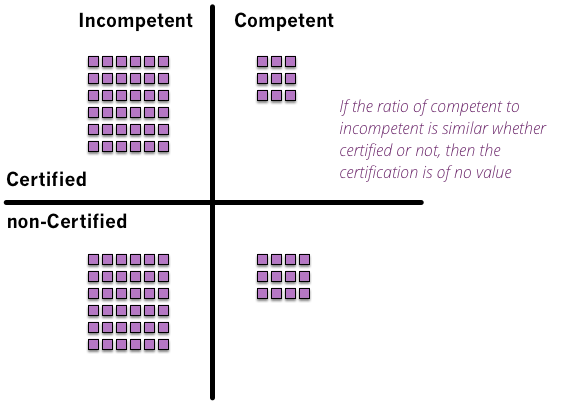 Incompetent
Competent
If the ratio of competent to
incompetent is similar whether
certified or not, then the
certification is of no value
Certified
non-Certified